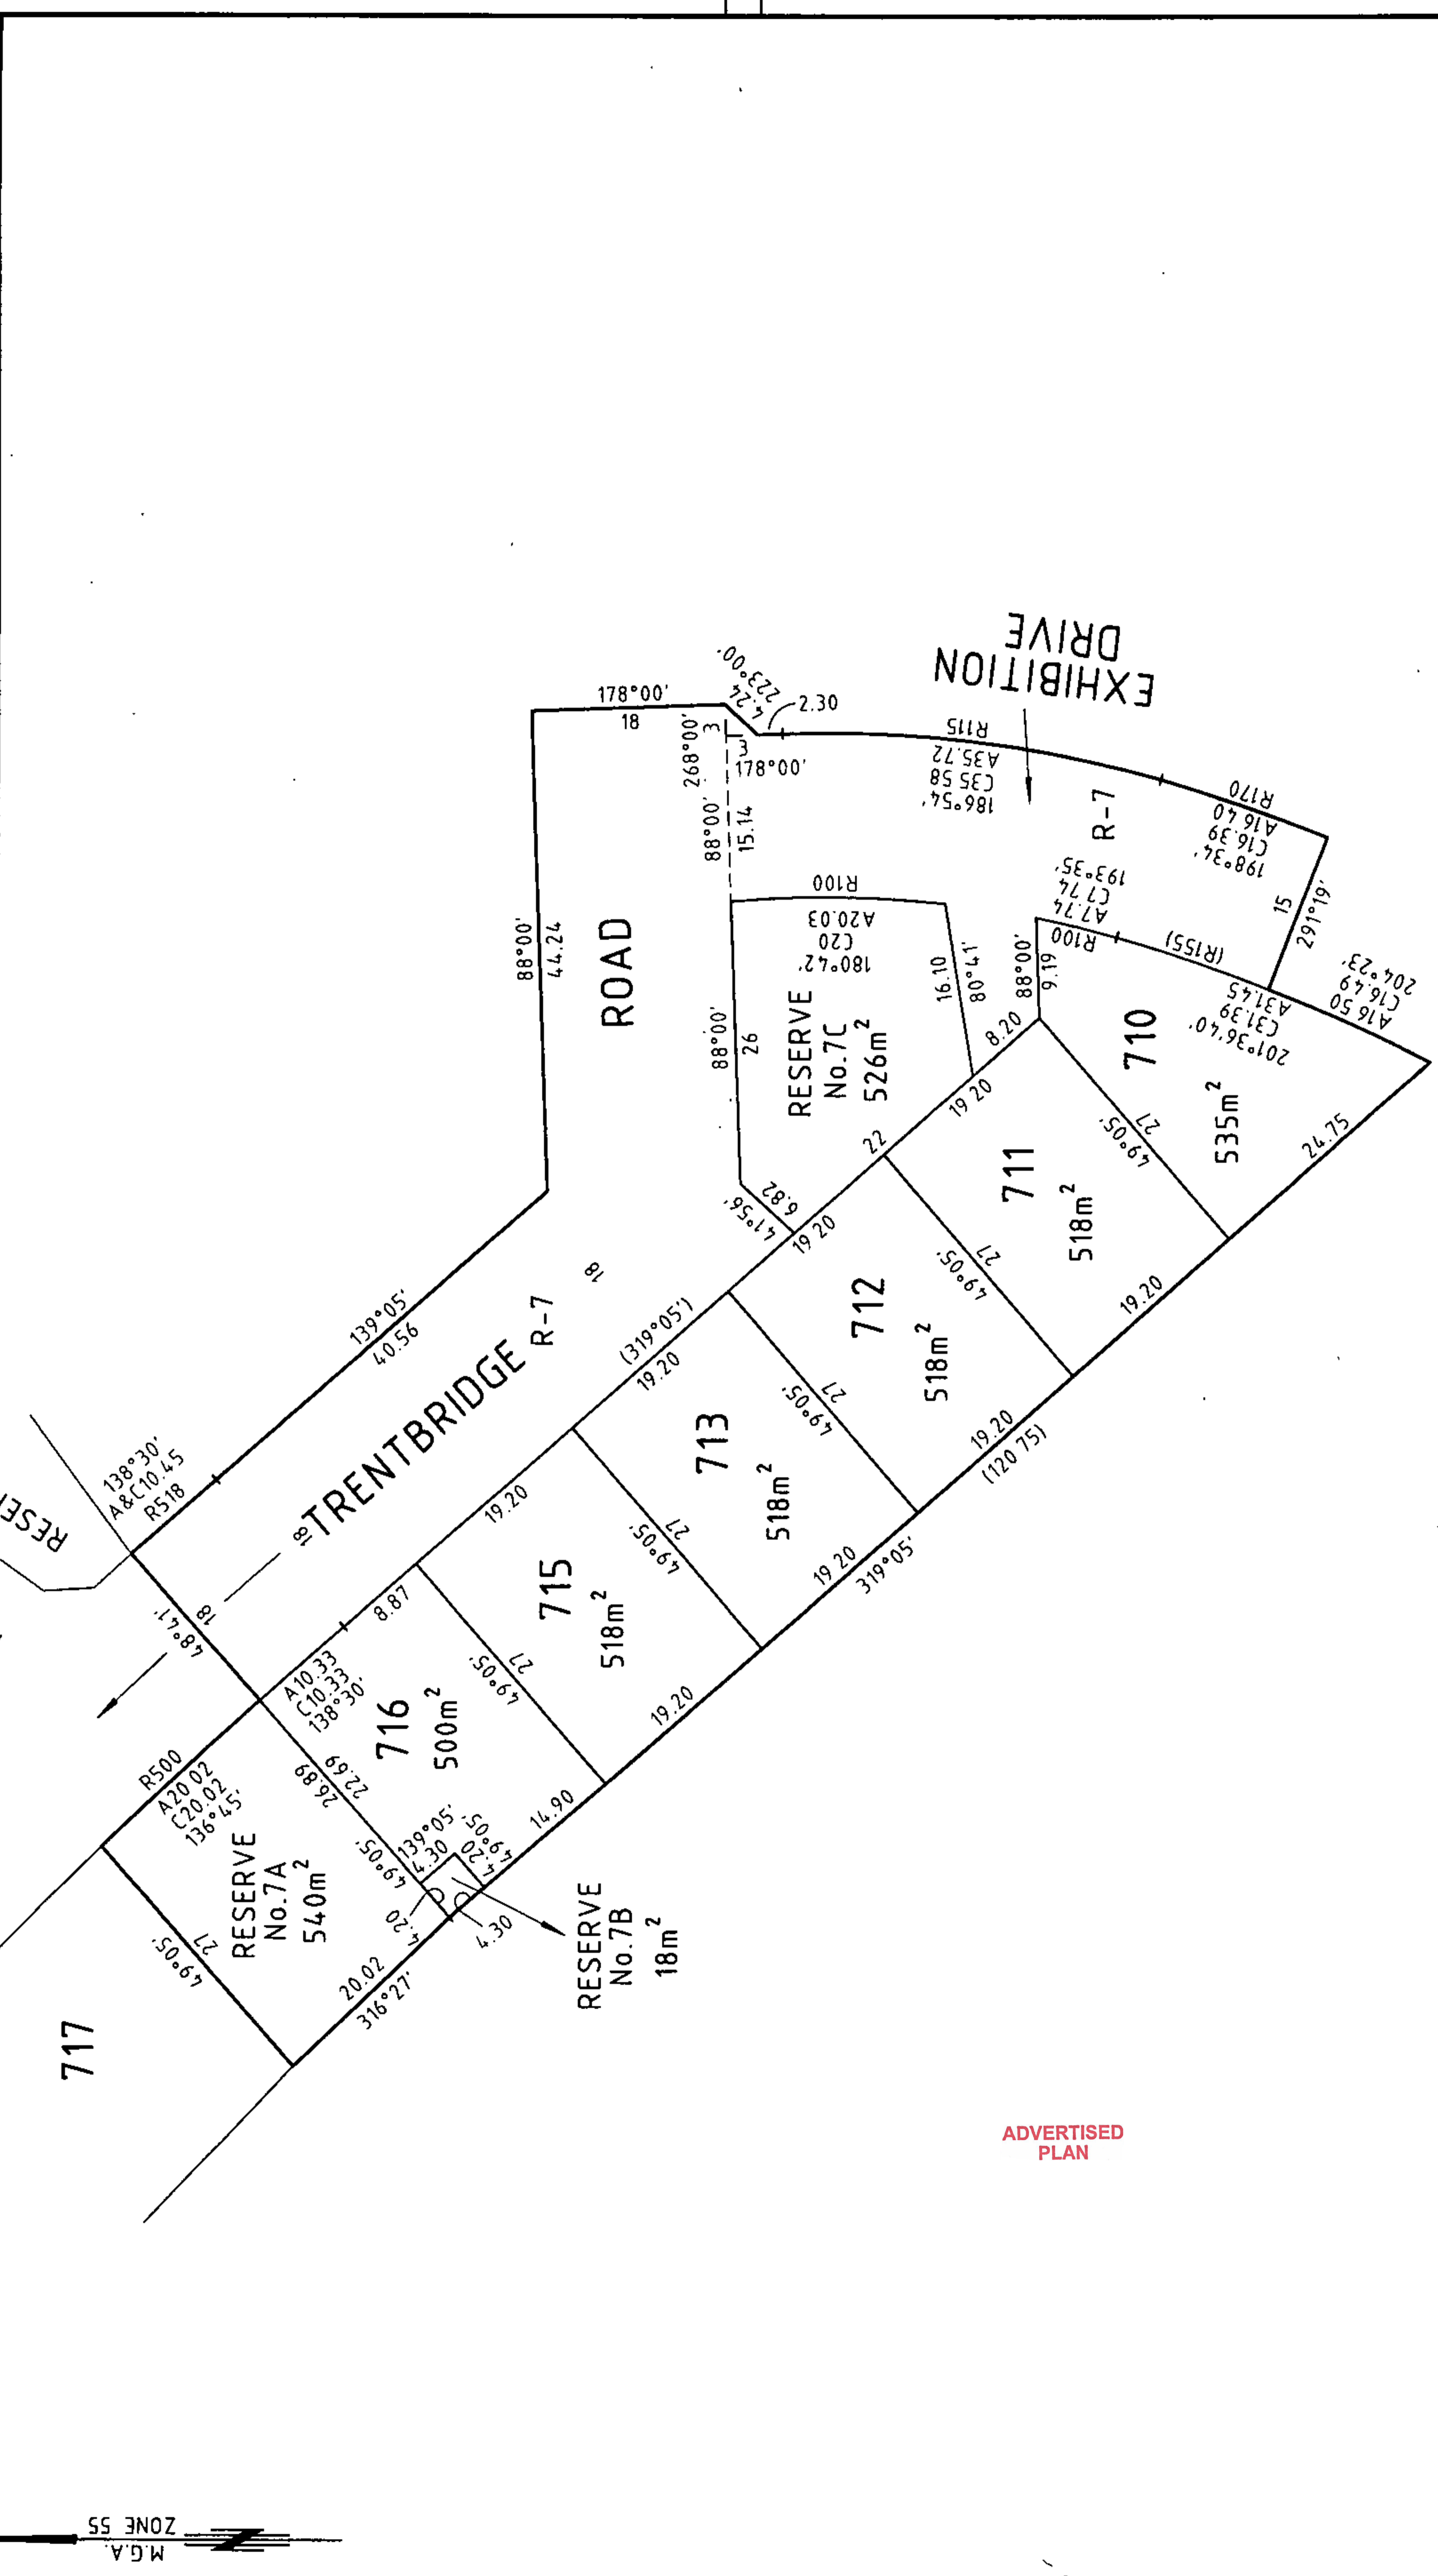 178°00'
18
268°00'
3
3
178°00'
4.24
223°00'
2.30
88°00'
44.24
ROAD
88°00'
15.14
EXHIBITION
DRIVE
R115
A35.72
C35 58
186°54'
R-7
R170
A16 40
C16.39
198°34'
15
291°19'
R100
A20.03
C20
180°42'
88°00'
26
RESERVE
No.7C
526m²
16.10
80°41'
88°00'
9.19
A7.74
C7.74
193°35'
R100
(R155)
A31.45
C31.39
201°36'40'
A16 50
C16.49
204°23'
710
535m²
8.20
19 20
22
6.82
41°56'
19 20
49°05'
27
24.75
711
518m²
49°05'
27
19.20
712
518m²
49°05'
27
19.20
(120 75)
139°05'
40.56
18
TRENTBRIDGE
R-7
18
(319°05')
19.20
713
518m²
49°05'
27
19 20
319°05'
19.20
715
518m²
49°05'
27
19.20
138°30'
A&C10.45
R518
RESE
18
48°41'
8.87
A10.33
C10.33
138°30'
716
500m²
22.69
26.89
49°05'
14.90
139°05'
4.30
49°05'
4.20
4.20
4.30
RESERVE
No.7B
18m²
R500
A20 02
C20.02
136°45'
RESERVE
No.7A
540m²
49°05'
27
20.02
316°27'
717
ADVERTISED
PLAN
M.G.A.
ZONE 55